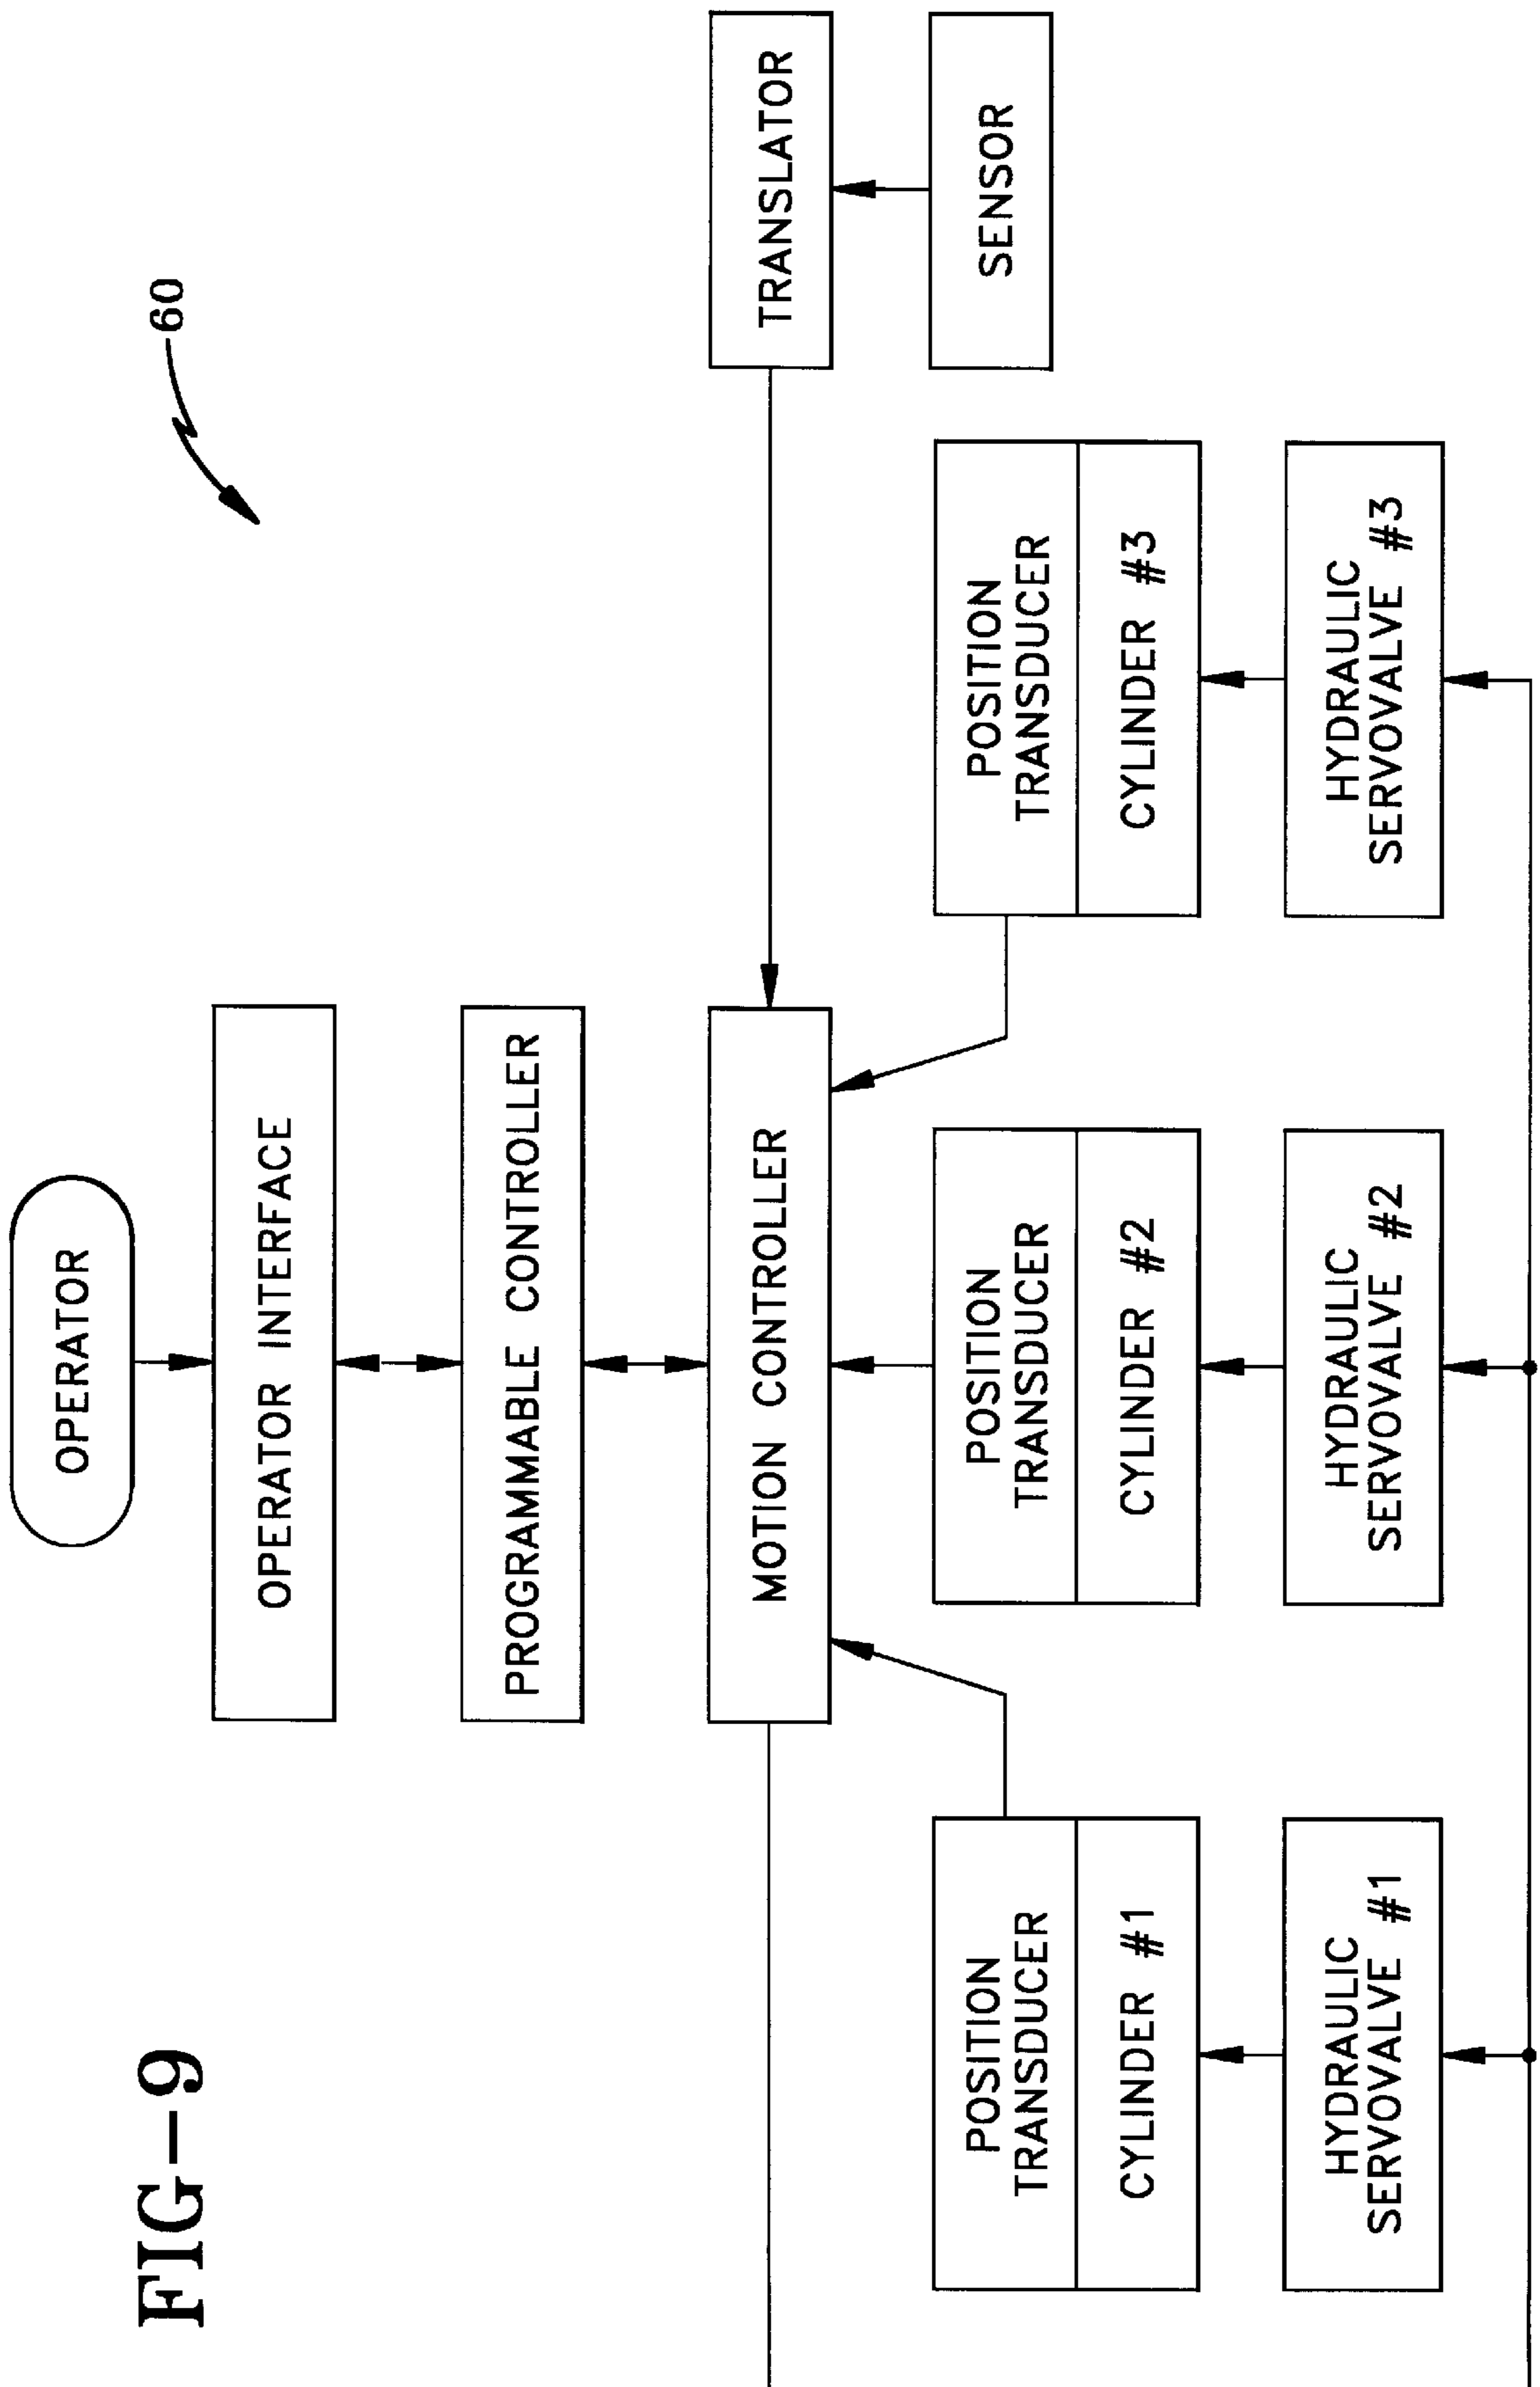 FIG-9
60
OPERATOR
OPERATOR INTERFACE
PROGRAMMABLE CONTROLLER
MOTION CONTROLLER
TRANSLATOR
SENSOR
POSITION
TRANSDUCER
CYLINDER #1
POSITION
TRANSDUCER
CYLINDER #2
POSITION
TRANSDUCER
CYLINDER #3
HYDRAULIC
SERVOVALVE #1
HYDRAULIC
SERVOVALVE #2
HYDRAULIC
SERVOVALVE #3